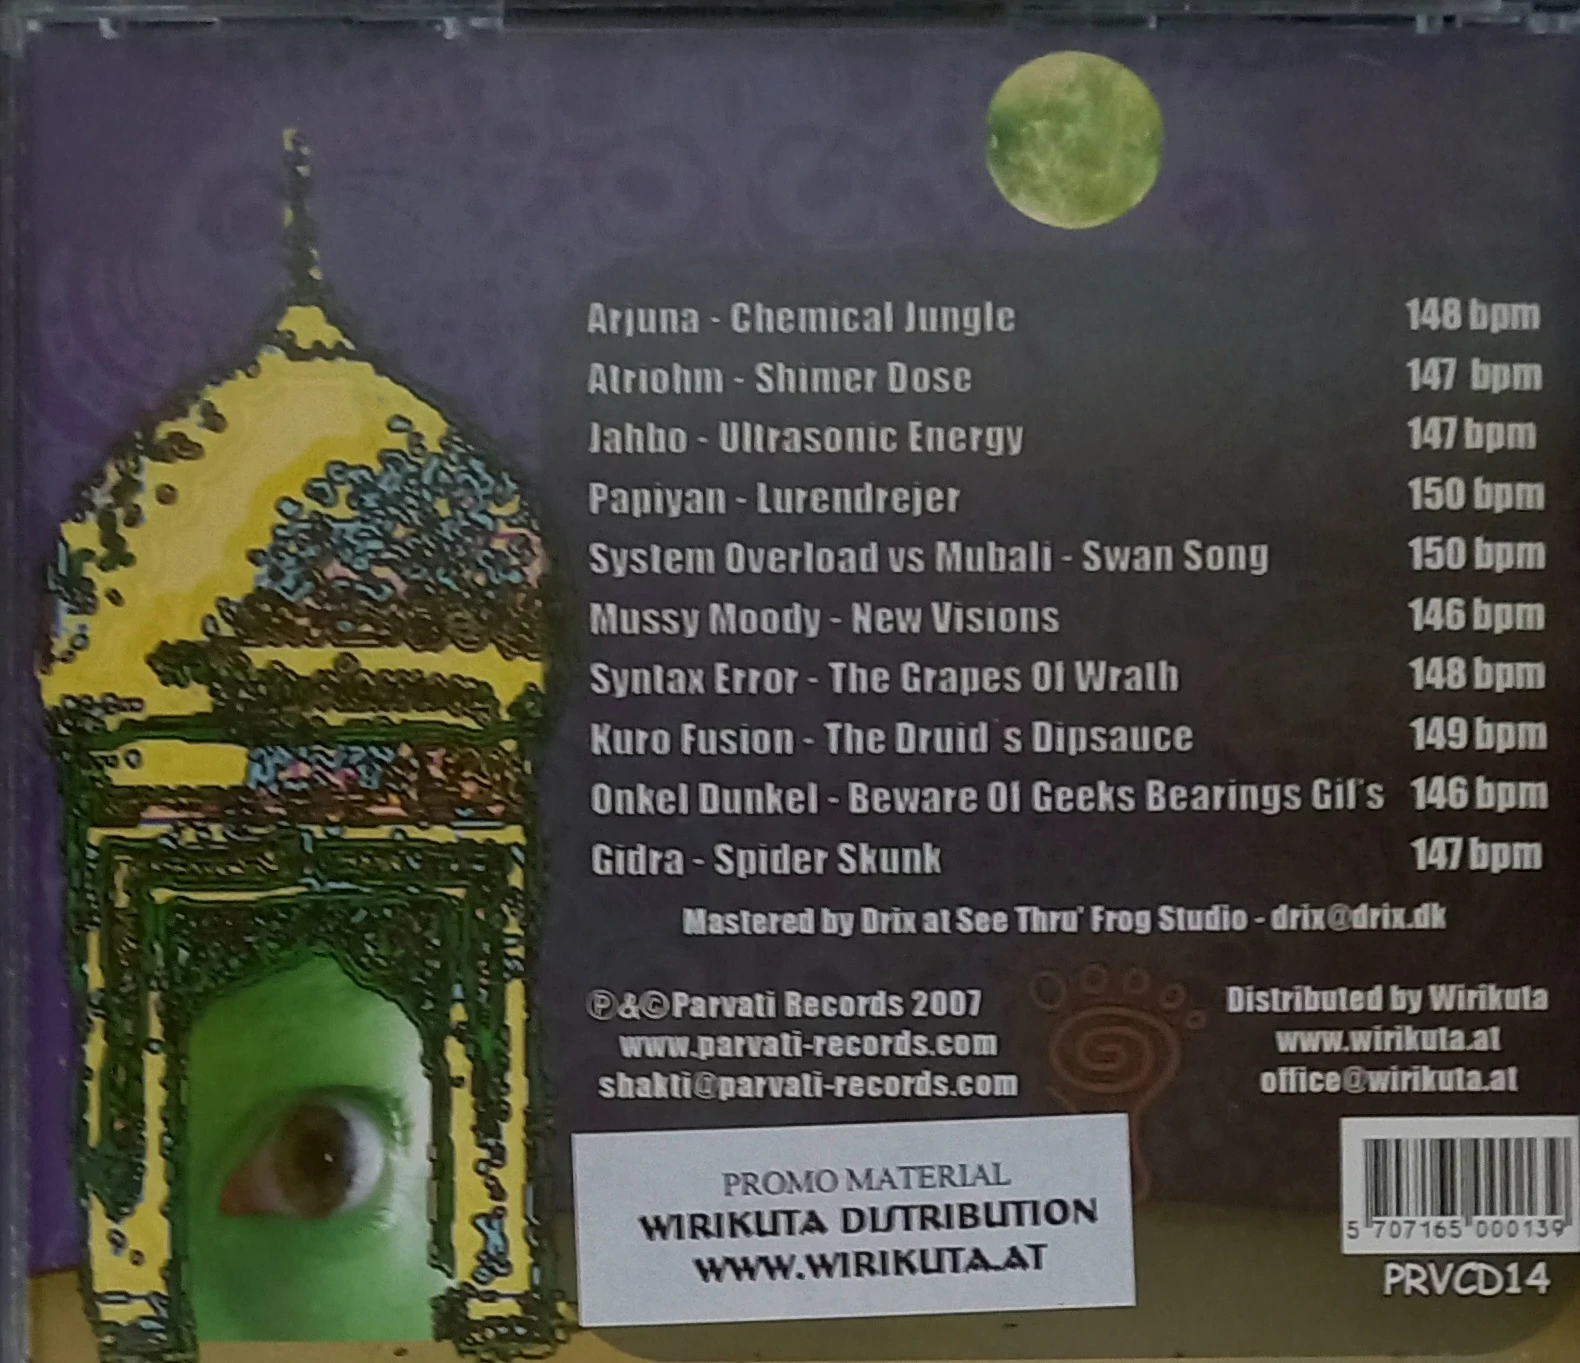 Arjuna - Chemical Jungle 148 bpm
Atriohm - Shimer Dose 147 bpm
Jahbo - Ultrasonic Energy 147 bpm
Papiyan - Lurendrejer 150 bpm
System Overload vs Mubali - Swan Song 150 bpm
Mussy Moody - New Visions 146 bpm
Syntax Error - The Grapes Of Wrath 148 bpm
Kuro Fusion - The Druid´s Dipsauce 149 bpm
Onkel Dunkel - Beware Of Geeks Bearings Gif's 146 bpm
Gidra - Spider Skunk 147 bpm
Mastered by Drix at See Thru' Frog Studio - drix@drix.dk
℗&©Parvati Records 2007
www.parvati-records.com
shakti@parvati-records.com
Distributed by Wirikuta
www.wirikuta.at
office@wirikuta.at
PROMO MATERIAL
WIRIKUTA DISTRIBUTION
WWW.WIRIKUTA.AT
5 707165 000139
PRVCD14